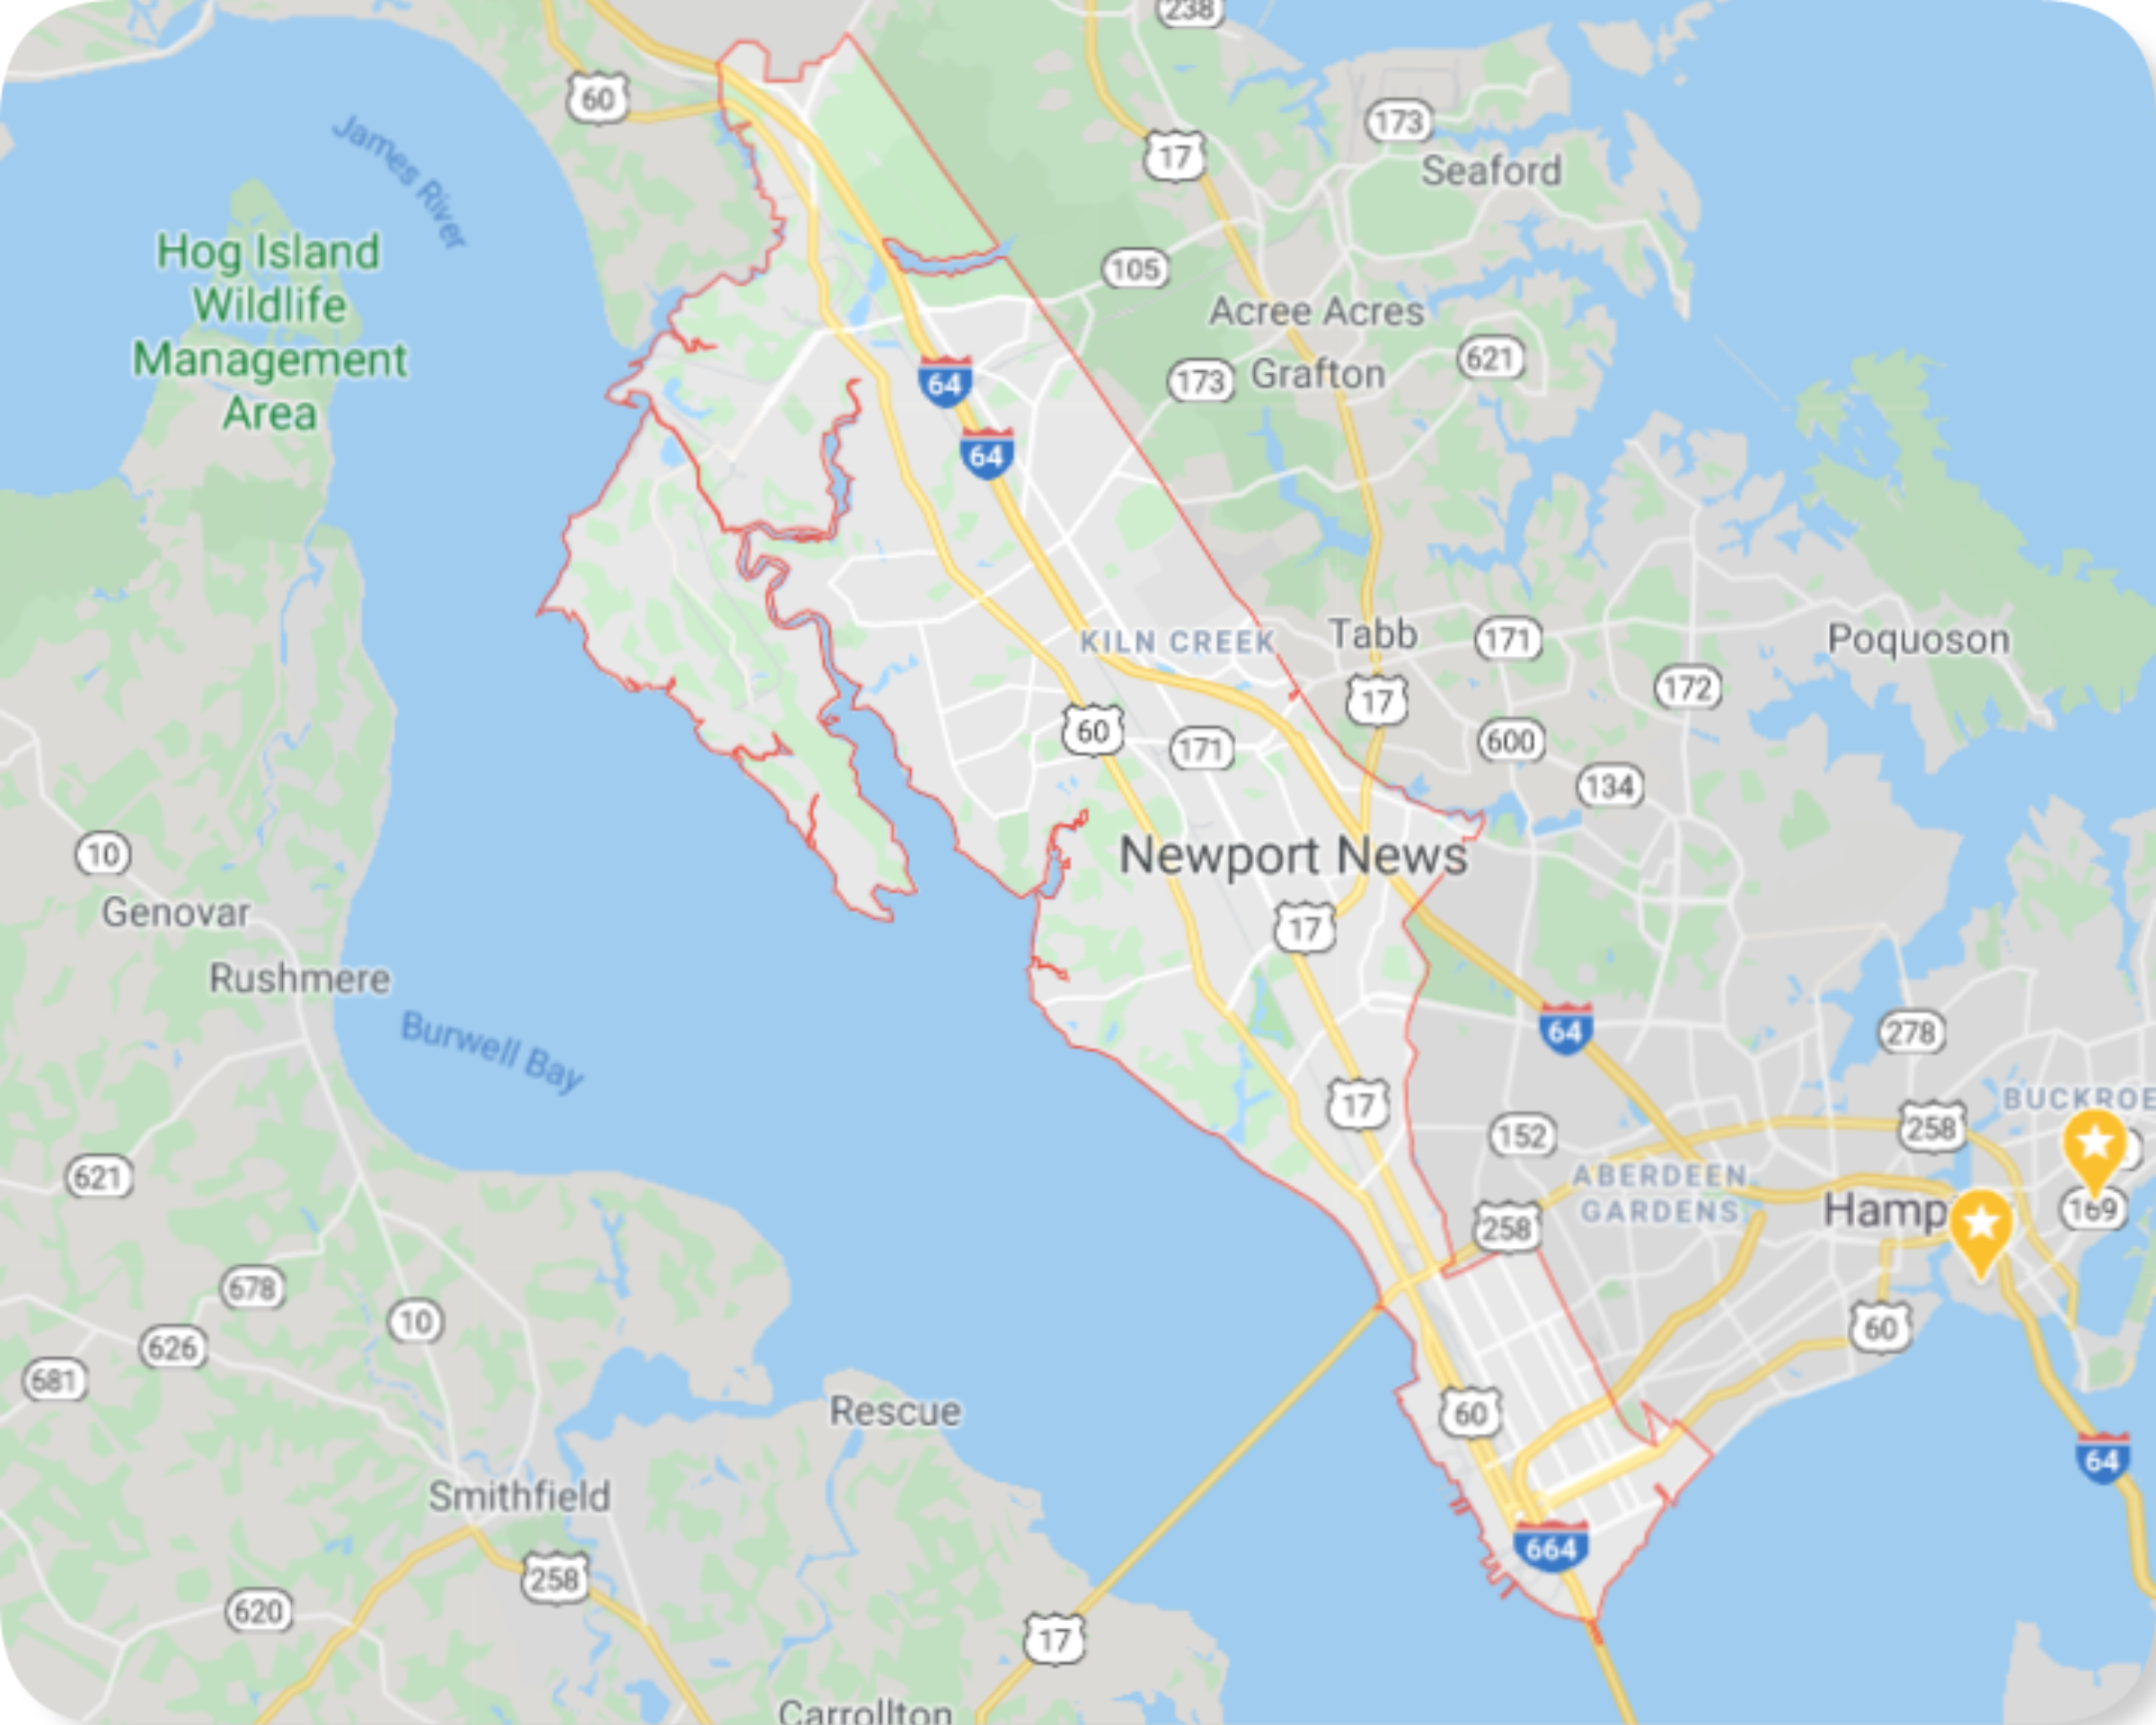 238
60
173
17
Seaford
James River
Hog Island
Wildlife
Management
Area
105
Acree Acres
621
173
Grafton
64
64
KILN CREEK
Tabb
171
Poquoson
172
17
60
171
600
134
10
Newport News
Genovar
17
Rushmere
Burwell Bay
64
278
BUCKROE
17
152
258
621
ABERDEEN
GARDENS
Hamp
169
258
678
10
60
626
681
Rescue
60
64
Smithfield
664
258
620
17
Carrollton